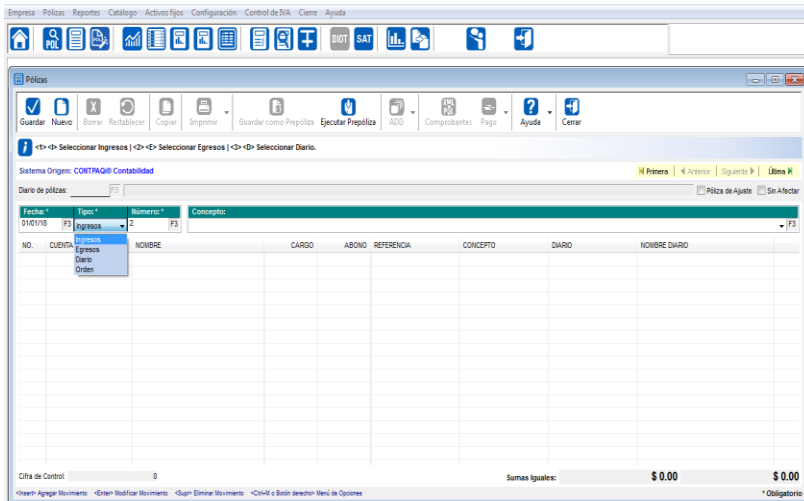 Empresa Pólizas Reportes Catálogo Activos fijos Configuración Control de IVA Cierre Ayuda
POL DIOT SAT
Pólizas
Guardar Nuevo Borrar Restablecer Copiar Imprimir Guardar como Prepóliza Ejecutar Prepóliza ADD Comprobantes Pago Ayuda Cerrar
<1> <I> Seleccionar Ingresos | <2> <E> Seleccionar Egresos | <3> <D> Seleccionar Diario.
Sistema Origen: CONTPAQi® Contabilidad Primera Anterior Siguiente Última
Diario de pólizas: F3 Póliza de Ajuste Sin Afectar
Fecha:* Tipo:* Número:* Concepto:
01/01/18 F3 Ingresos 2 F3 F3
NO. CUENTA NOMBRE CARGO ABONO REFERENCIA CONCEPTO DIARIO NOMBRE DIARIO
Ingresos
Egresos
Diario
Orden
Cifra de Control: 0 Sumas Iguales: $ 0.00 $ 0.00
<Insert> Agregar Movimiento <Enter> Modificar Movimiento <Supr> Eliminar Movimiento <Ctrl+M o Botón derecho> Menú de Opciones * Obligatorio